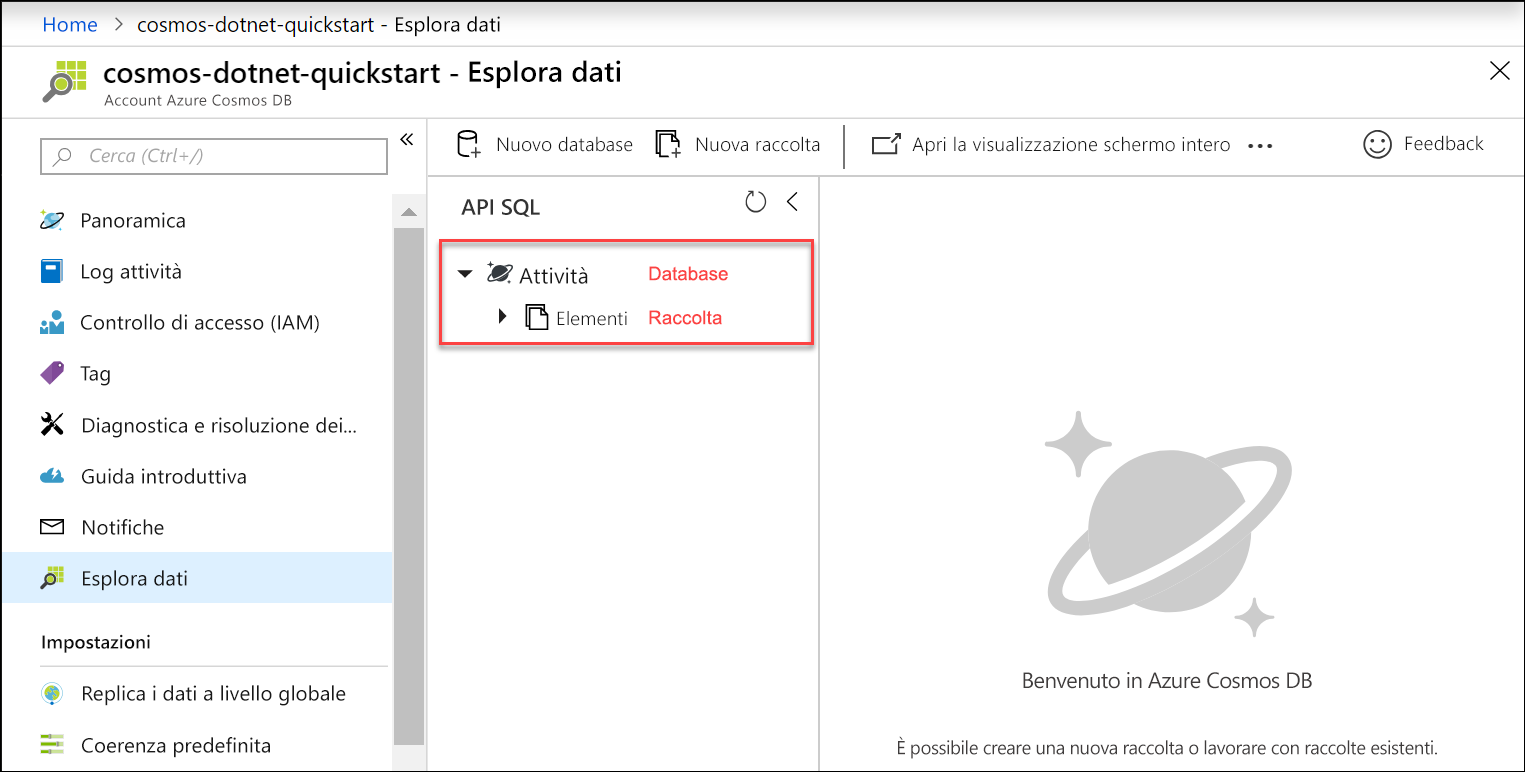 Home > cosmos-dotnet-quickstart - Esplora dati
cosmos-dotnet-quickstart - Esplora dati
Account Azure Cosmos DB
Cerca (Ctrl+/)
Panoramica
Log attività
Controllo di accesso (IAM)
Tag
Diagnostica e risoluzione dei...
Guida introduttiva
Notifiche
Esplora dati
Impostazioni
Replica i dati a livello globale
Coerenza predefinita
Nuovo database
Nuova raccolta
Apri la visualizzazione schermo intero
Feedback
API SQL
Attività Database
Elementi Raccolta
Benvenuto in Azure Cosmos DB
È possibile creare una nuova raccolta o lavorare con raccolte esistenti.